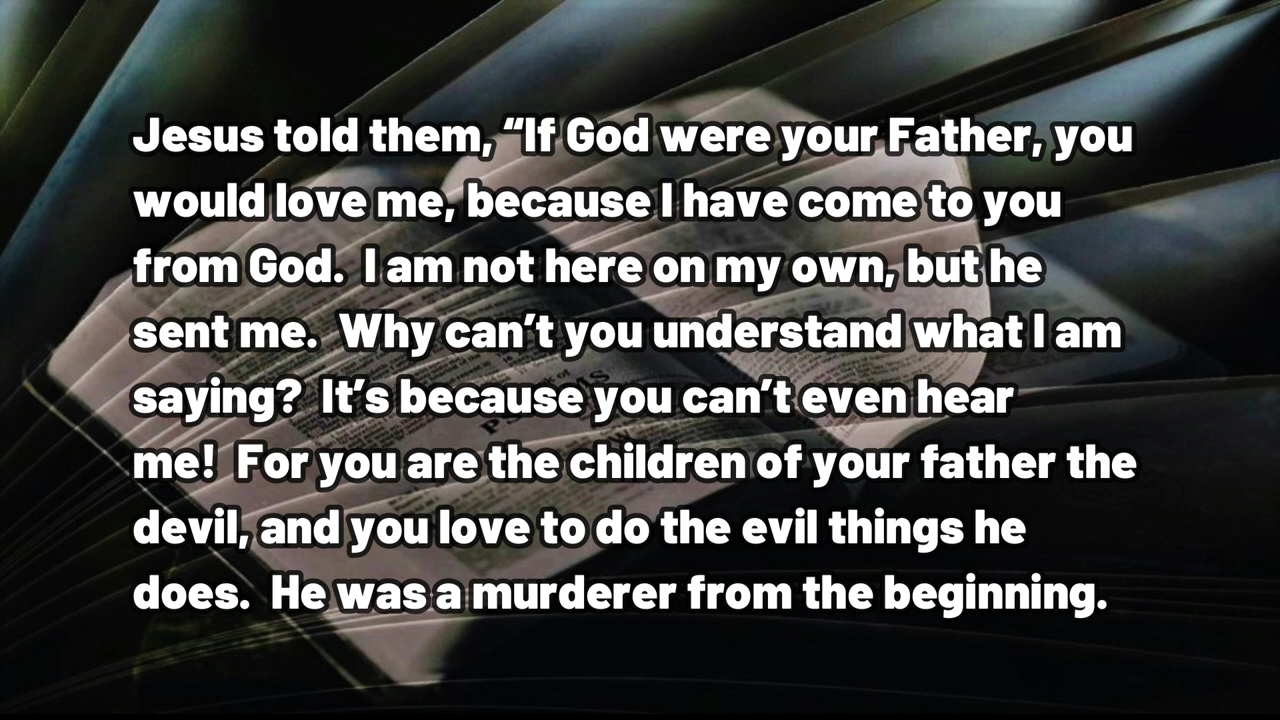 Jesus told them, “If God were your Father, you
would love me, because I have come to you
from God.  I am not here on my own, but he
sent me.  Why can’t you understand what I am
saying?  It’s because you can’t even hear
me!  For you are the children of your father the
devil, and you love to do the evil things he
does.  He was a murderer from the beginning.